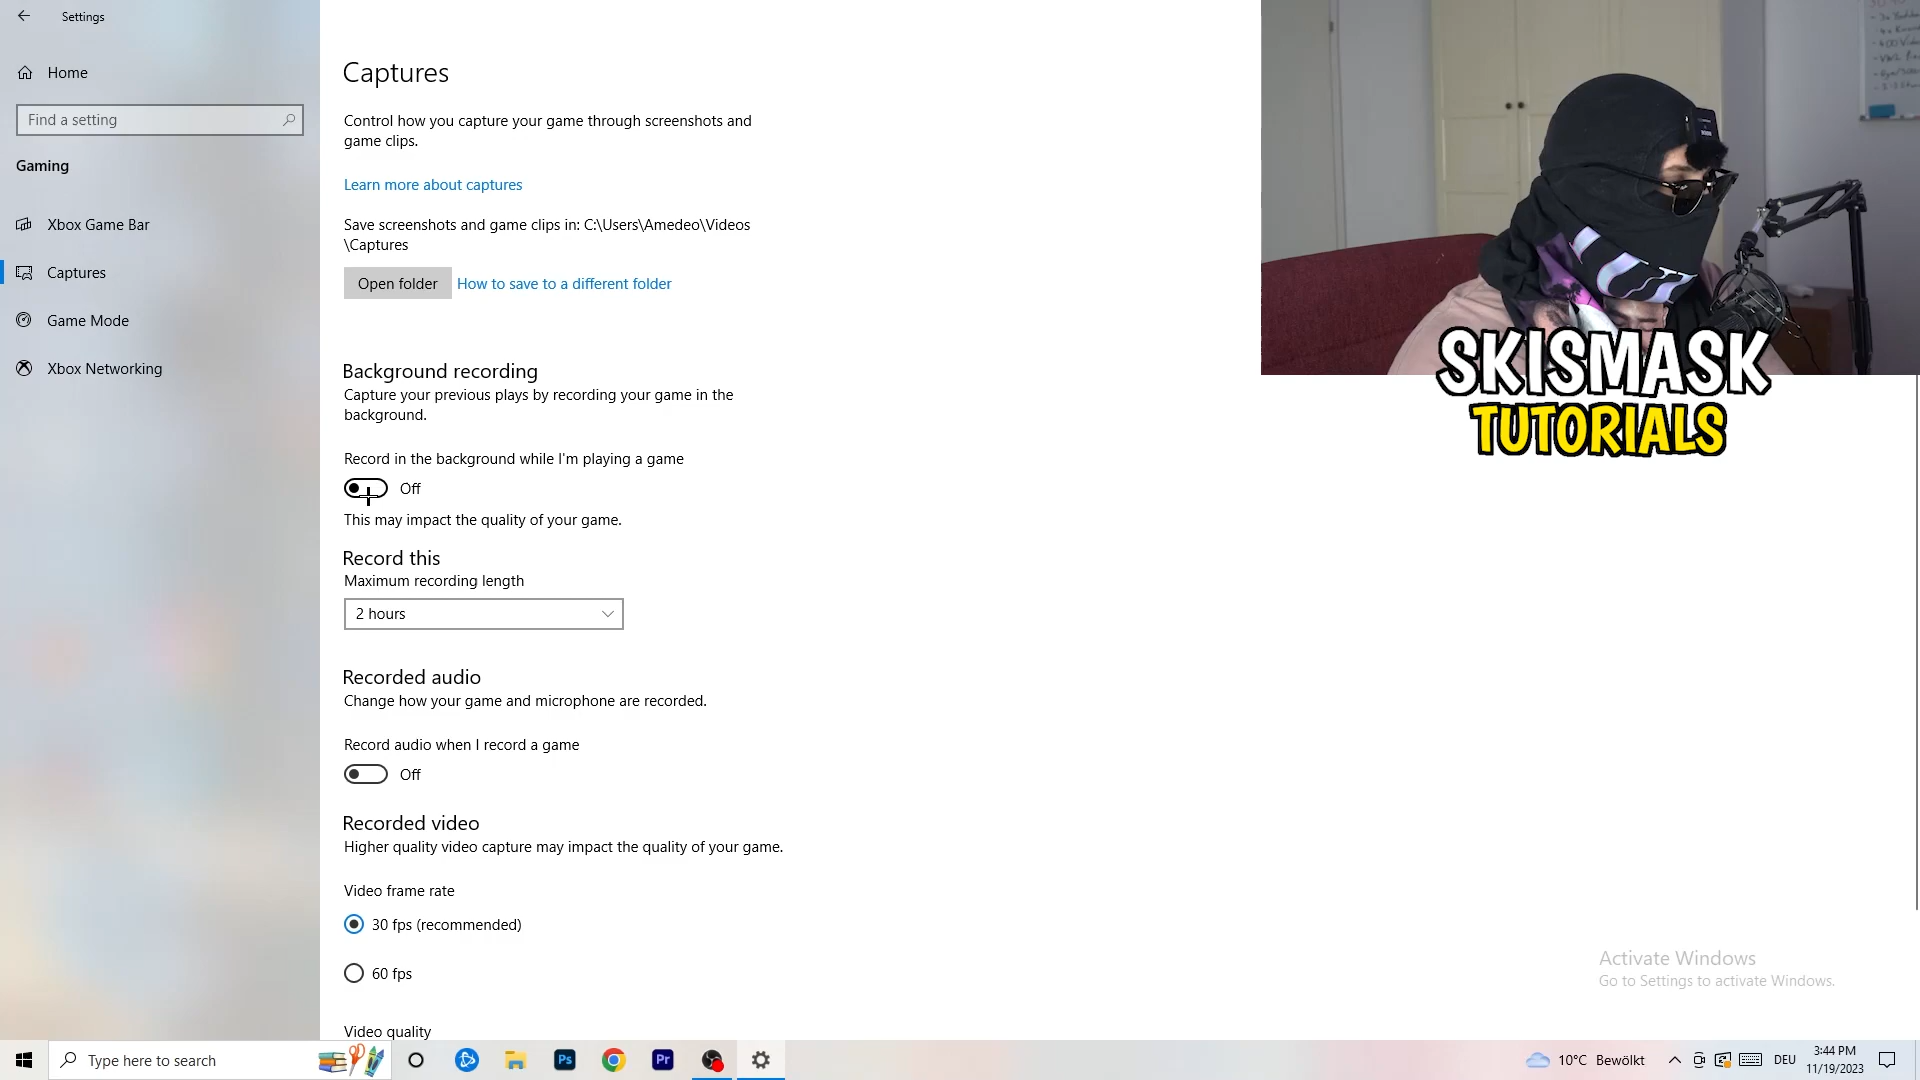 Settings
Home
Find a setting
Gaming
Xbox Game Bar
Captures
Game Mode
Xbox Networking
Captures
Control how you capture your game through screenshots and
game clips.
Learn more about captures
Save screenshots and game clips in: C:\Users\Amedeo\Videos
\Captures
Open folder
How to save to a different folder
Background recording
Capture your previous plays by recording your game in the
background.
Record in the background while I'm playing a game
Off
This may impact the quality of your game.
Record this
Maximum recording length
2 hours
Recorded audio
Change how your game and microphone are recorded.
Record audio when I record a game
Off
Recorded video
Higher quality video capture may impact the quality of your game.
Video frame rate
30 fps (recommended)
60 fps
Video quality
SKISMASK
TUTORIALS
Activate Windows
Go to Settings to activate Windows.
Type here to search
Ps
Pr
10°C Bewölkt
DEU
3:44 PM
11/19/2023